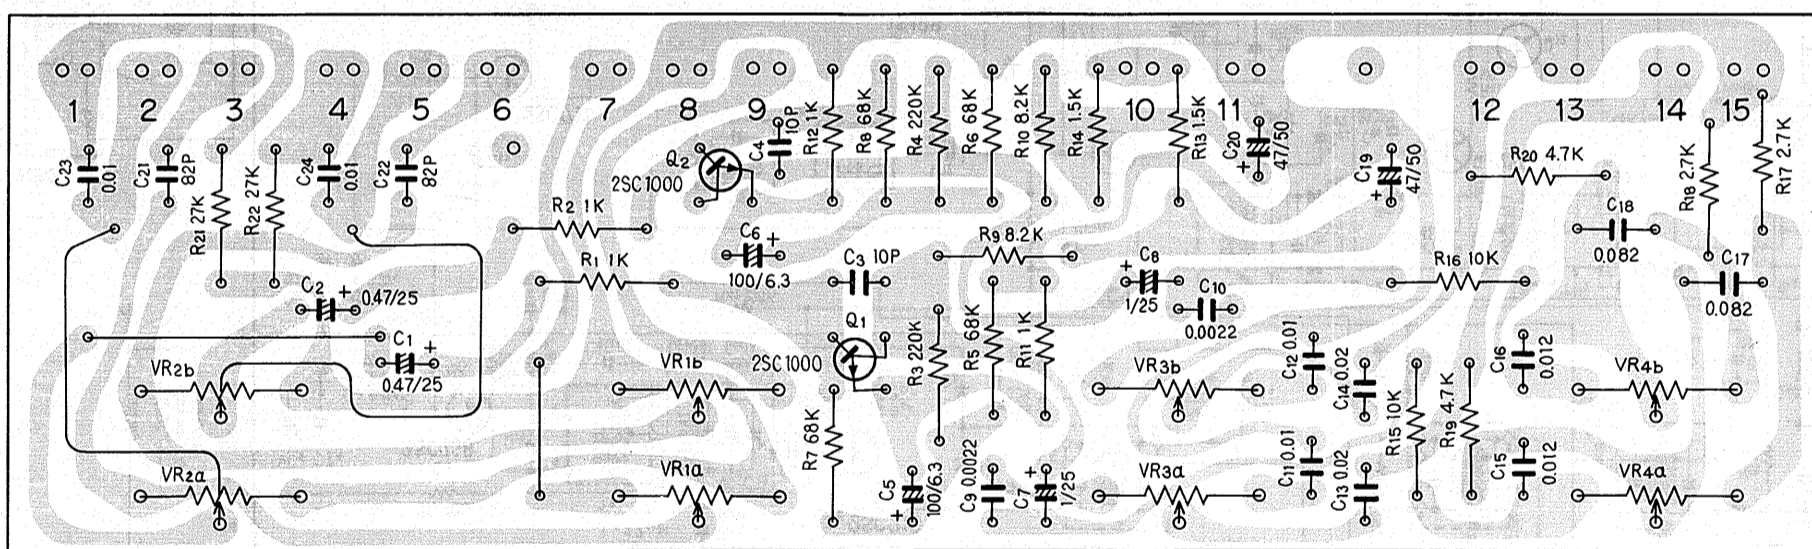 1 2 3 4 5 6 7 8 9 10 11 12 13 14 15
C23 0.01
C21 82P
R21 27K
R22 27K
C24 0.01
C22 82P
Q2
2SC1000
C4 10P
R12 1K
R8 68K
R4 220K
R6 68K
R10 8.2K
R14 1.5K
R13 1.5K
C20 + 47/50
C19 + 47/50
R20 4.7K
R18 2.7K
R17 2.7K
R2 1K
C6 +
100/6.3
R9 8.2K
C18
0.082
R1 1K
C3 10P
C8 +
1/25
C10
0.0022
R16 10K
C17
0.082
C2 + 0.47/25
C1 +
0.47/25
Q1
2SC1000
R3 220K
R5 68K
R11 1K
C12 0.01
C14 0.02
C16 0.012
VR2b
VR1b
VR3b
VR4b
R7 68K
R15 10K
R19 4.7K
C5 + 100/6.3
C9 0.0022
C7 + 1/25
C11 0.01
C13 0.02
C15 0.012
VR2a
VR1a
VR3a
VR4a